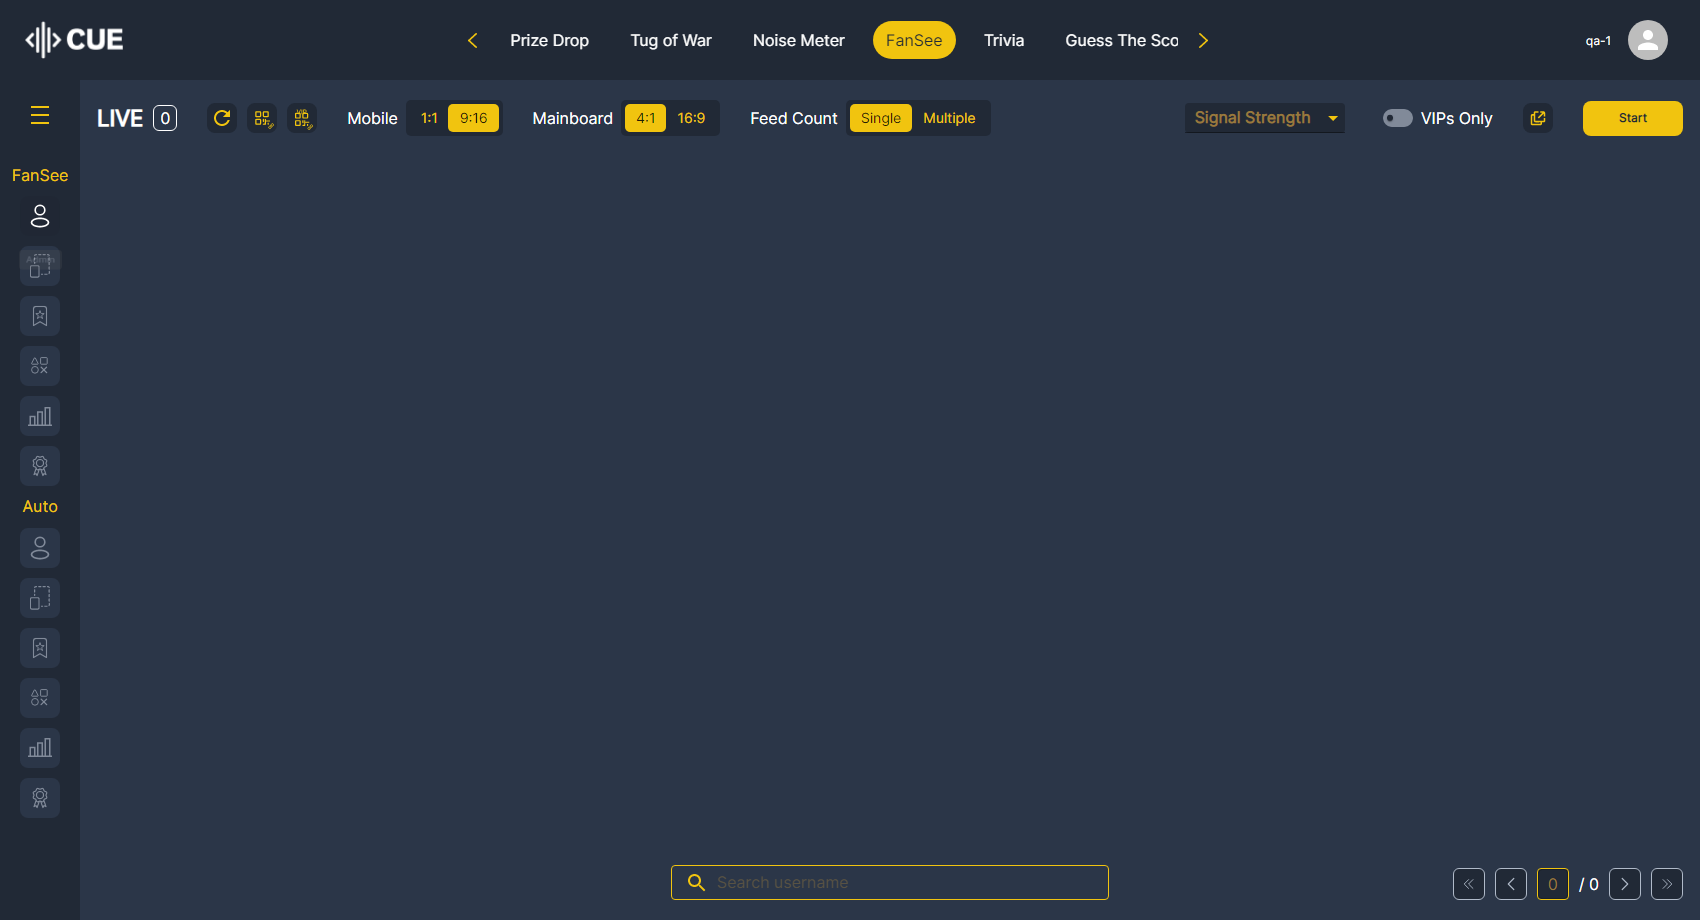 CUE
Prize Drop
Tug of War
Noise Meter
FanSee
Trivia
Guess The Sco
qa-1
LIVE 0
Mobile 1:1 9:16
Mainboard 4:1 16:9
Feed Count Single Multiple
Signal Strength
VIPs Only
Start
FanSee
Auto
Search username
0 / 0